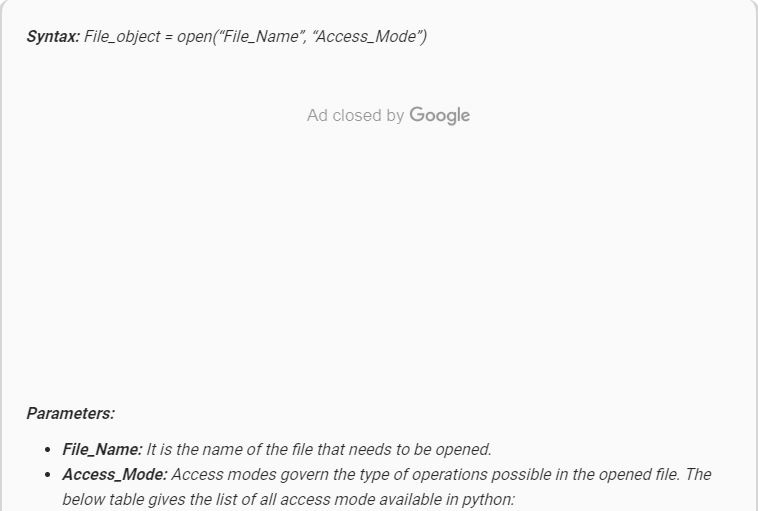 Syntax: File_object = open(“File_Name”, “Access_Mode”)
Ad closed by Google
Parameters:
• File_Name: It is the name of the file that needs to be opened.
• Access_Mode: Access modes govern the type of operations possible in the opened file. The
below table gives the list of all access mode available in python: